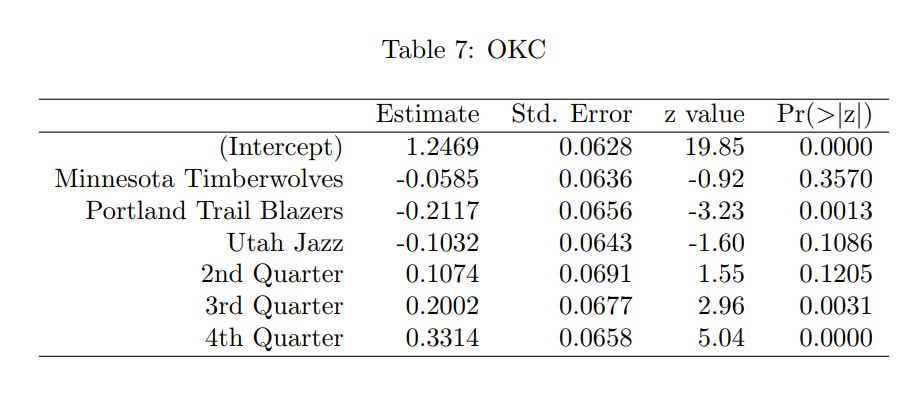 Table 7: OKC
Estimate Std. Error z value Pr(>|z|)
(Intercept) 1.2469 0.0628 19.85 0.0000
Minnesota Timberwolves -0.0585 0.0636 -0.92 0.3570
Portland Trail Blazers -0.2117 0.0656 -3.23 0.0013
Utah Jazz -0.1032 0.0643 -1.60 0.1086
2nd Quarter 0.1074 0.0691 1.55 0.1205
3rd Quarter 0.2002 0.0677 2.96 0.0031
4th Quarter 0.3314 0.0658 5.04 0.0000